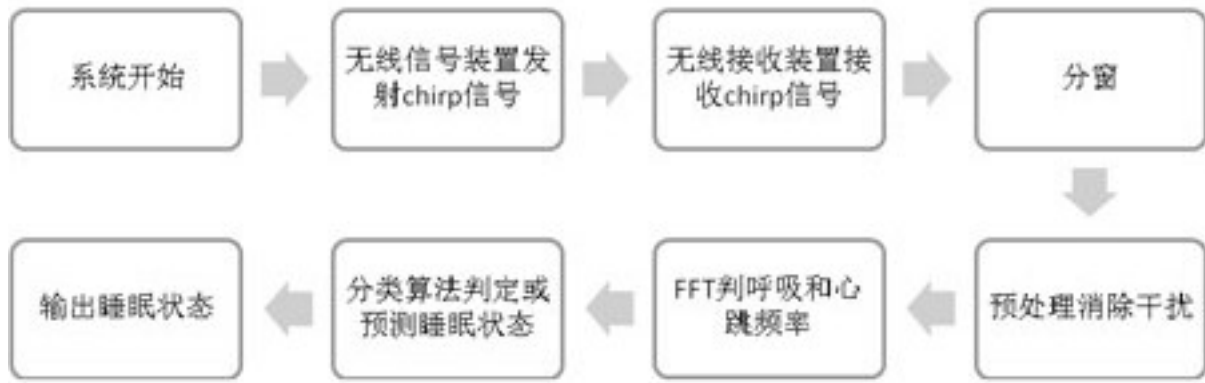 系统开始
无线信号装置发
射chirp信号
无线接收装置接
收chirp信号
分窗
预处理消除干扰
FFT判呼吸和心
跳频率
分类算法判定或
预测睡眠状态
输出睡眠状态